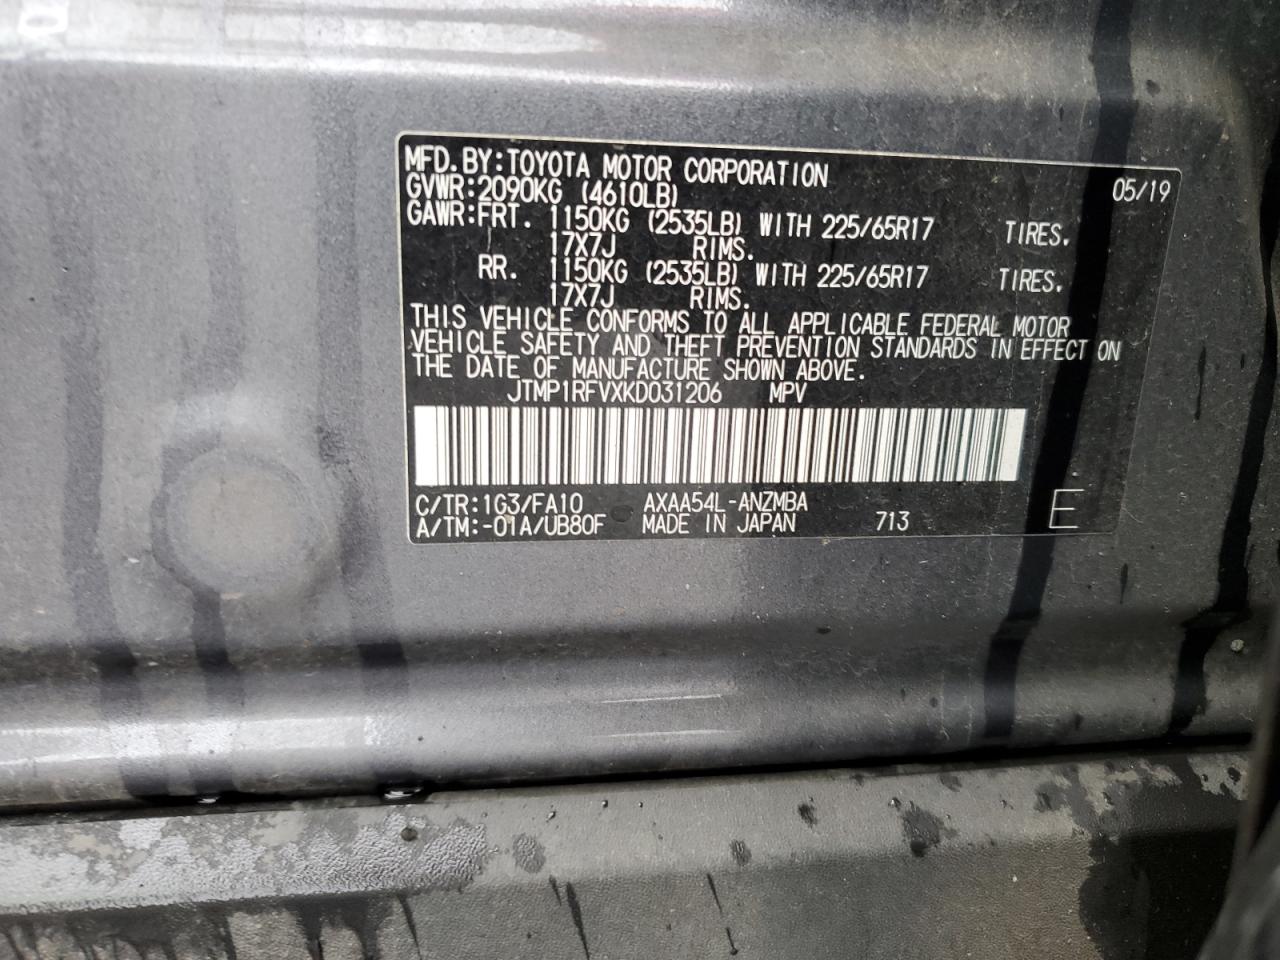 MFD.BY:TOYOTA MOTOR CORPORATION 05/19
GVWR:2090KG (4610LB)
GAWR:FRT. 1150KG (2535LB) WITH 225/65R17 TIRES.
17X7J RIMS.
RR. 1150KG (2535LB) WITH 225/65R17 TIRES.
17X7J RIMS.
THIS VEHICLE CONFORMS TO ALL APPLICABLE FEDERAL MOTOR
VEHICLE SAFETY AND THEFT PREVENTION STANDARDS IN EFFECT ON
THE DATE OF MANUFACTURE SHOWN ABOVE.
JTMP1RFVXKD031206 MPV
C/TR:1G3/FA10 AXAA54L-ANZMBA
A/TM:-01A/UB80F MADE IN JAPAN 713 E